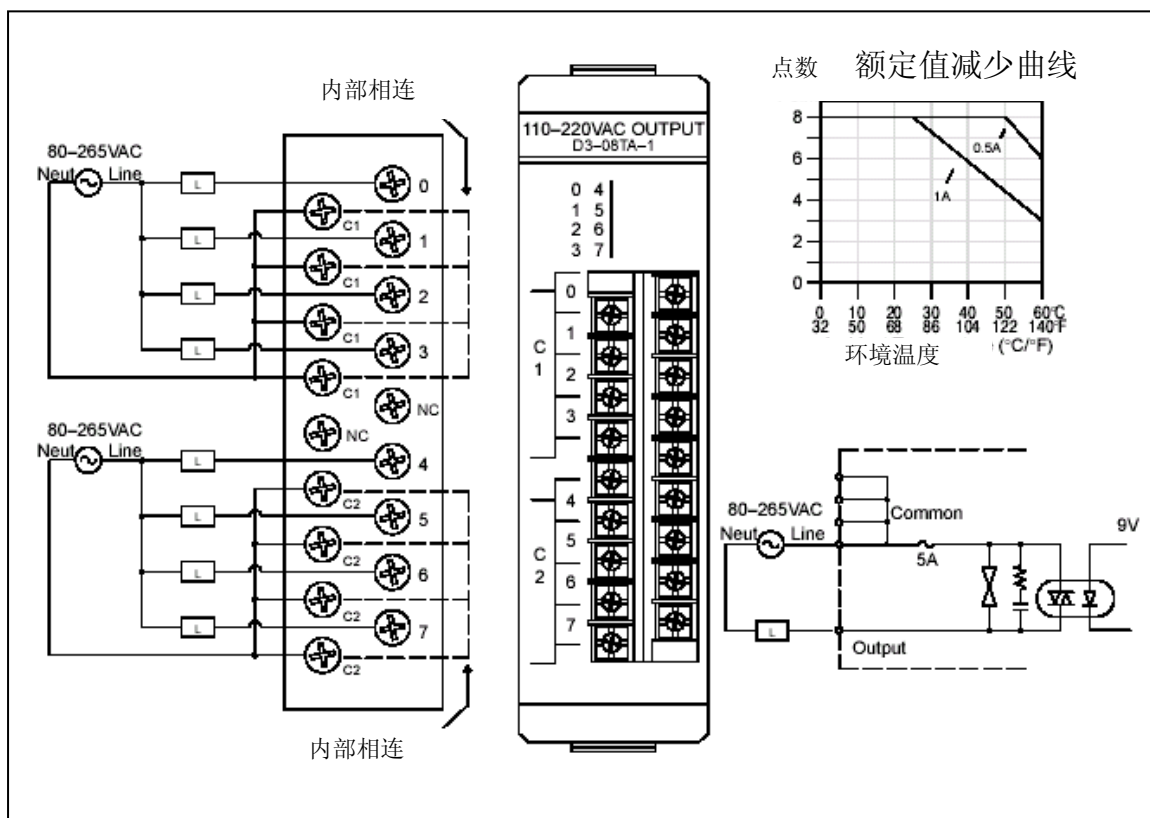 内部相连
80–265VAC
Neut Line
L
0
C1
L
1
C1
L
2
C1
L
3
C1
NC
NC
80–265VAC
Neut Line
L
4
C2
L
5
C2
L
6
C2
L
7
C2
内部相连
110–220VAC OUTPUT
D3–08TA–1
0 4
1 5
2 6
3 7
0
1
C1
2
3
4
5
C2
6
7
点数 额定值减少曲线
8
6
4
2
0
0.5A
1A
0 10 20 30 40 50 60°C
32 50 68 86 104 122 140°F
环境温度 (°C/°F)
80–265VAC
Neut Line
Common
5A
9V
L
Output